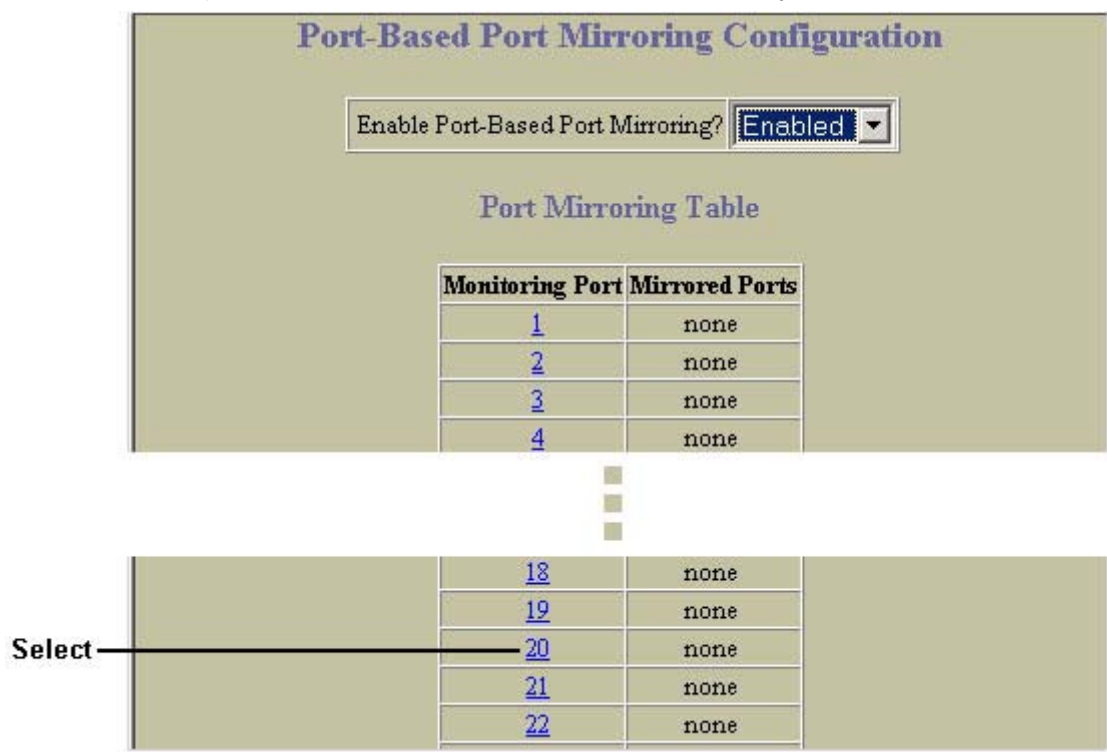 Port-Based Port Mirroring Configuration
Enable Port-Based Port Mirroring? Enabled
Port Mirroring Table
Monitoring Port Mirrored Ports
1 none
2 none
3 none
4 none
18 none
19 none
Select 20 none
21 none
22 none